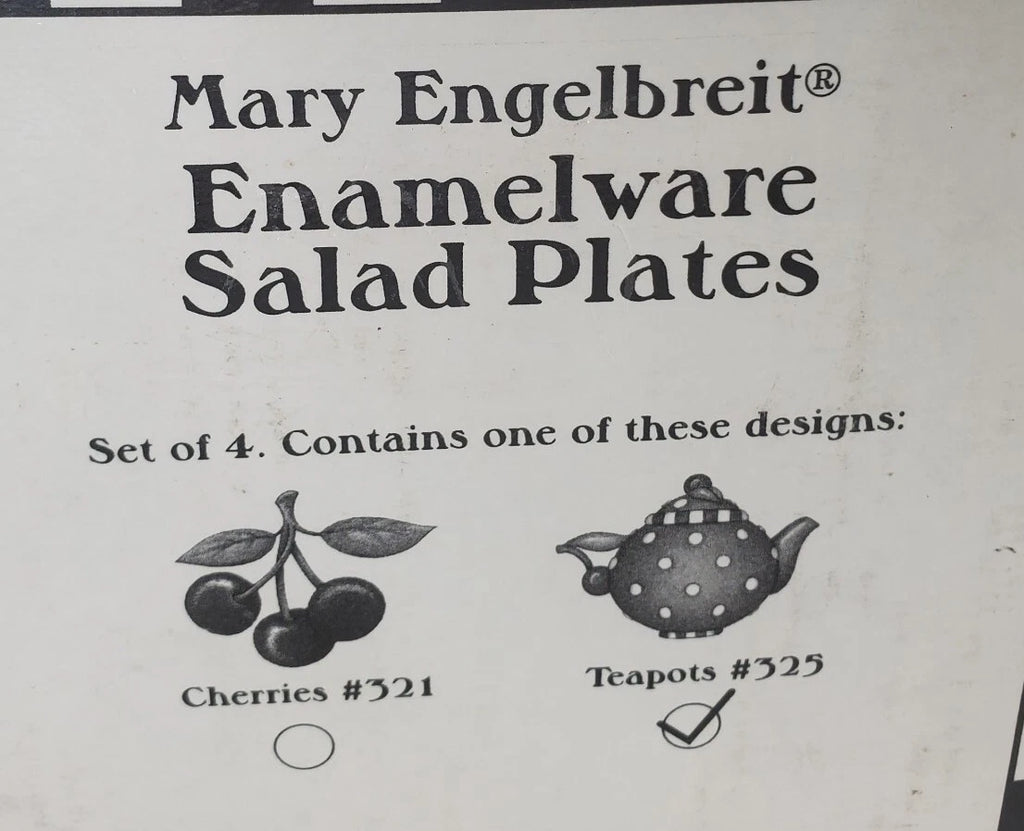 Mary Engelbreit®
Enamelware
Salad Plates
Set of 4. Contains one of these designs:
Cherries #321
Teapots #325